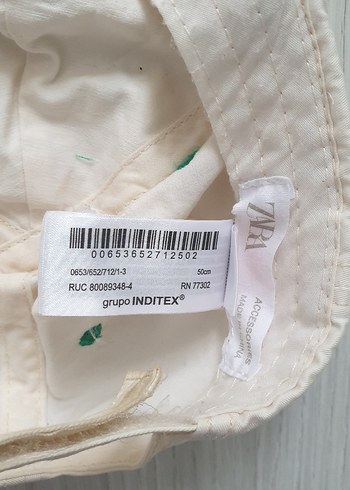 00653652712502
0653/652/712/1-3 50cm
RUC 80089348-4 RN 77302
grupo INDITEX®
ZARA
ACCESSORIES
MADE IN CHINA